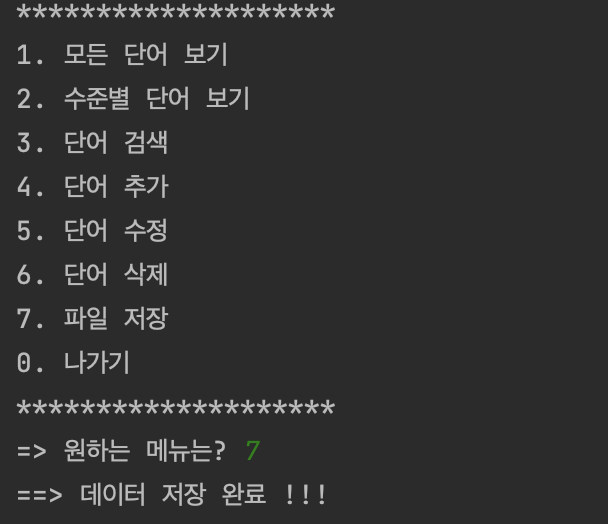 ********************
1. 모든 단어 보기
2. 수준별 단어 보기
3. 단어 검색
4. 단어 추가
5. 단어 수정
6. 단어 삭제
7. 파일 저장
0. 나가기
********************
=> 원하는 메뉴는? 7
==> 데이터 저장 완료 !!!